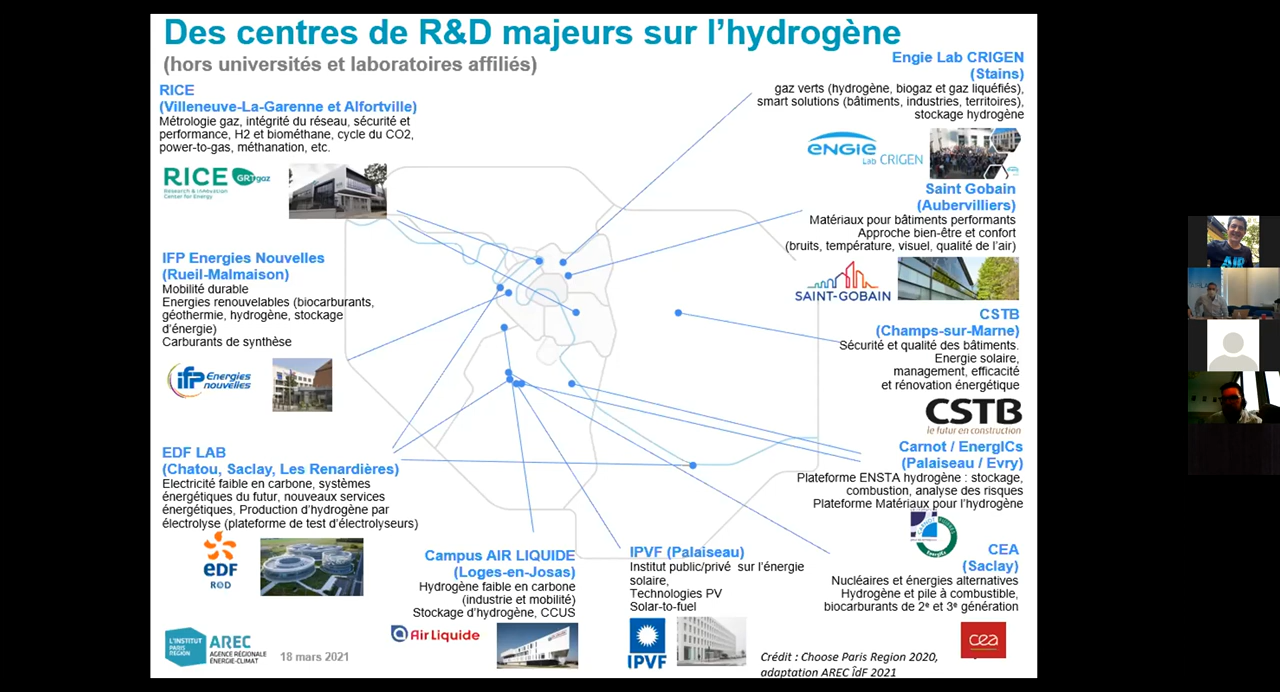 Des centres de R&D majeurs sur l'hydrogène
(hors universités et laboratoires affiliés)
RICE
(Villeneuve-La-Garenne et Alfortville)
Métrologie gaz, intégrité du réseau, sécurité et
performance, H2 et biométhane, cycle du CO2,
power-to-gas, méthanation, etc.
RICE GRTgaz
Research & Innovation
Center for Energy
IFP Energies Nouvelles
(Rueil-Malmaison)
Mobilité durable
Energies renouvelables (biocarburants,
géothermie, hydrogène, stockage
d'énergie)
Carburants de synthèse
ifp Energies
nouvelles
EDF LAB
(Chatou, Saclay, Les Renardières)
Electricité faible en carbone, systèmes
énergétiques du futur, nouveaux services
énergétiques, Production d'hydrogène par
électrolyse (plateforme de test d'électrolyseurs)
edf
R&D
Engie Lab CRIGEN
(Stains)
gaz verts (hydrogène, biogaz et gaz liquéfiés),
smart solutions (bâtiments, industries, territoires),
stockage hydrogène
ENGIE
Lab CRIGEN
Saint Gobain
(Aubervilliers)
Matériaux pour bâtiments performants
Approche bien-être et confort
(bruits, température, visuel, qualité de l'air)
SAINT-GOBAIN
CSTB
(Champs-sur-Marne)
Sécurité et qualité des bâtiments.
Energie solaire,
management, efficacité
et rénovation énergétique
CSTB
le futur en construction
Carnot / EnergICs
(Palaiseau / Evry)
Plateforme ENSTA hydrogène : stockage,
combustion, analyse des risques
Plateforme Matériaux pour l'hydrogène
CEA
(Saclay)
Nucléaires et énergies alternatives
Hydrogène et pile à combustible,
biocarburants de 2e et 3e génération
cea
Campus AIR LIQUIDE
(Loges-en-Josas)
Hydrogène faible en carbone
(industrie et mobilité)
Stockage d'hydrogène, CCUS
Air Liquide
IPVF (Palaiseau)
Institut public/privé sur l'énergie
solaire,
Technologies PV
Solar-to-fuel
IPVF
L'INSTITUT
PARIS
REGION
AREC
AGENCE RÉGIONALE
ÉNERGIE-CLIMAT
18 mars 2021
Crédit : Choose Paris Region 2020,
adaptation AREC ÎdF 2021
AIR